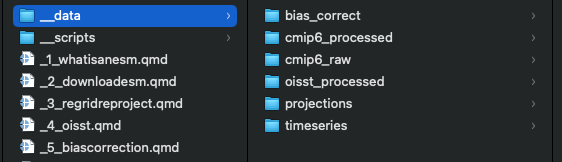 __data
__scripts
_1_whatisanesm.qmd
_2_downloadesm.qmd
_3_regridreproject.qmd
_4_oisst.qmd
_5_biascorrection.qmd
bias_correct
cmip6_processed
cmip6_raw
oisst_processed
projections
timeseries